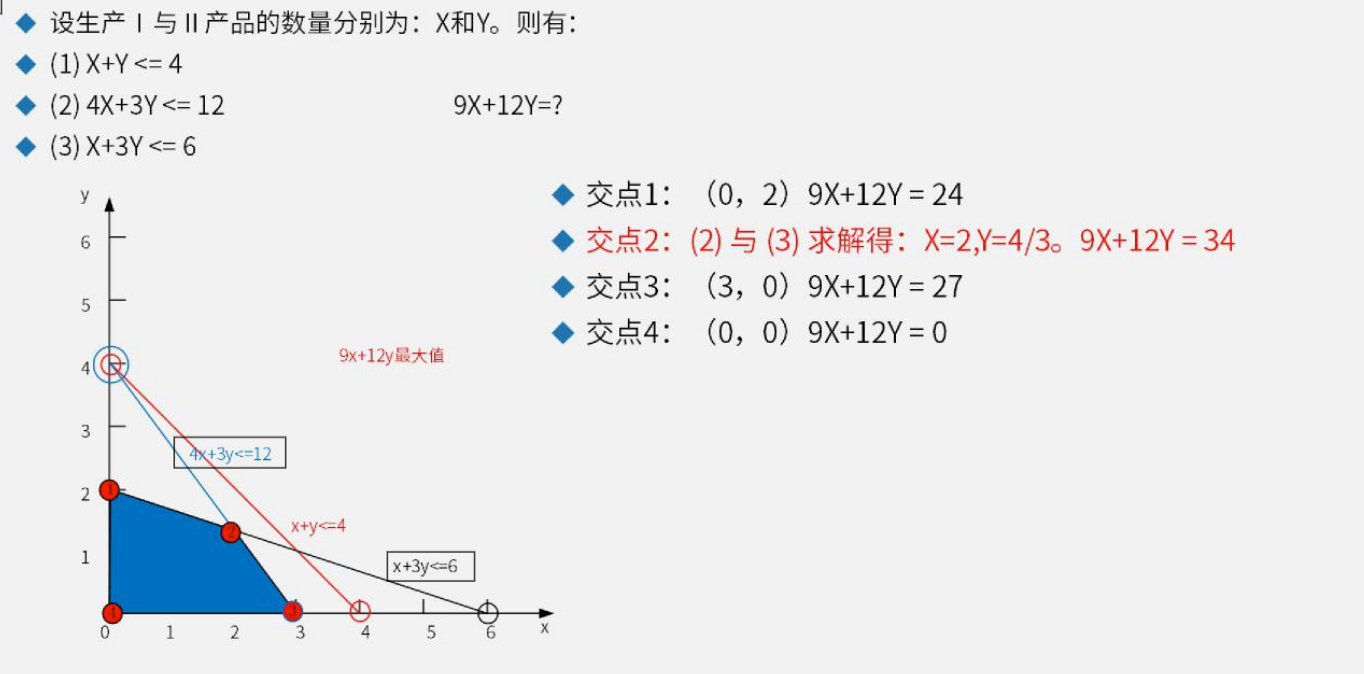 设生产Ⅰ与Ⅱ产品的数量分别为：X和Y。则有：
(1) X+Y <= 4
(2) 4X+3Y <= 12
9X+12Y=?
(3) X+3Y <= 6
交点1：（0，2）9X+12Y = 24
交点2：(2) 与 (3) 求解得：X=2,Y=4/3。9X+12Y = 34
交点3：（3，0）9X+12Y = 27
交点4：（0，0）9X+12Y = 0
y
6
5
9x+12y最大值
4
3
4x+3y<=12
2
1
x+y<=4
2
1
x+3y<=6
4
3
0 1 2 3 4 5 6 x